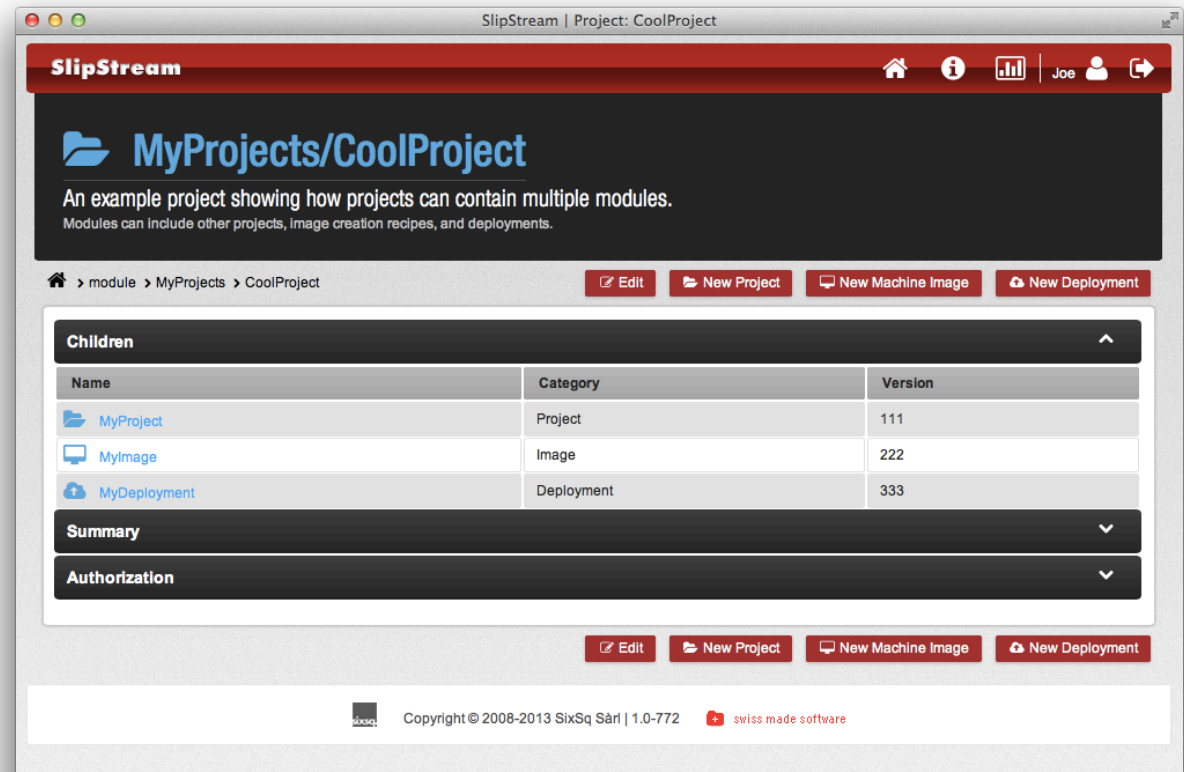 SlipStream | Project: CoolProject
SlipStream
Joe
MyProjects/CoolProject
An example project showing how projects can contain multiple modules.
Modules can include other projects, image creation recipes, and deployments.
> module > MyProjects > CoolProject
Edit New Project New Machine Image New Deployment
Children
Name Category Version
MyProject Project 111
MyImage Image 222
MyDeployment Deployment 333
Summary
Authorization
Edit New Project New Machine Image New Deployment
sixsq. Copyright © 2008-2013 SixSq Sàrl | 1.0-772 swiss made software